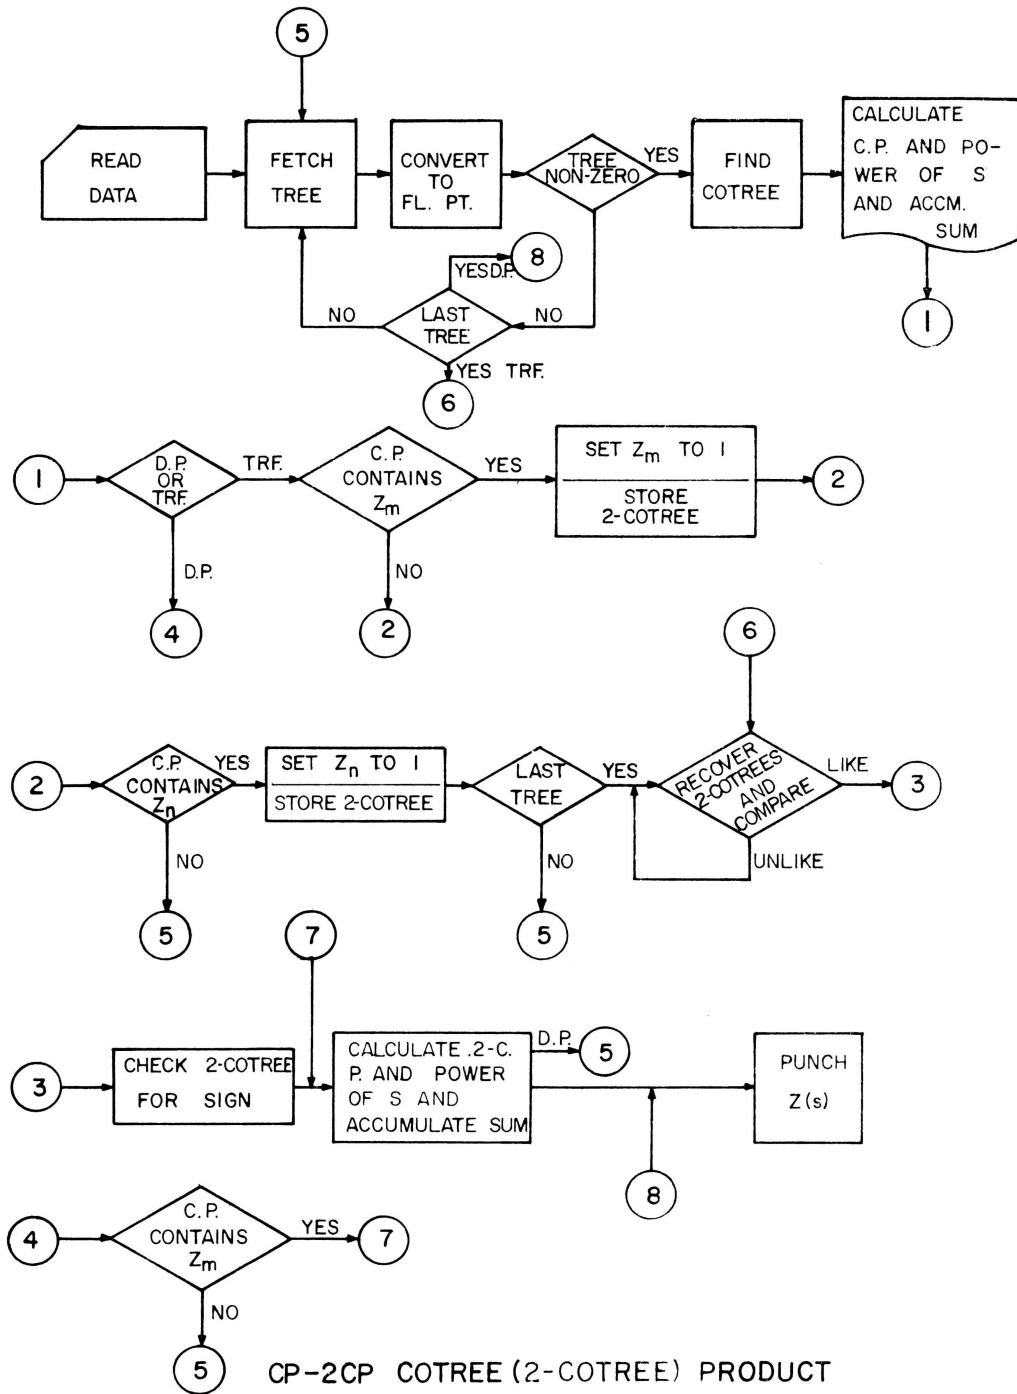 5
READ
DATA
FETCH
TREE
CONVERT
TO
FL. PT.
TREE
NON-ZERO
YES
FIND
COTREE
CALCULATE
C.P. AND PO-
WER OF S
AND ACCM.
SUM
YES D.P.
8
NO
LAST
TREE
NO
1
YES TRF.
6
1
D.P.
OR
TRF.
TRF.
C.P.
CONTAINS
Zm
YES
SET Zm TO 1
STORE
2-COTREE
2
D.P.
NO
4
2
6
2
C.P.
CONTAINS
Zn
YES
SET Zn TO 1
STORE 2-COTREE
LAST
TREE
YES
RECOVER
2-COTREES
AND
COMPARE
LIKE
3
NO
NO
UNLIKE
5
5
7
3
CHECK 2-COTREE
FOR SIGN
CALCULATE .2-C.
P. AND POWER
OF S AND
ACCUMULATE SUM
D.P.
5
PUNCH
Z(s)
8
4
C.P.
CONTAINS
Zm
YES
7
NO
5
CP-2CP COTREE (2-COTREE) PRODUCT